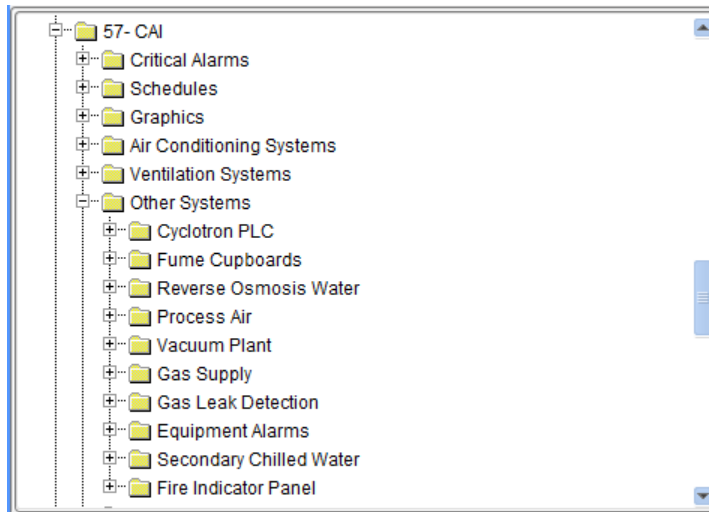 57- CAI
Critical Alarms
Schedules
Graphics
Air Conditioning Systems
Ventilation Systems
Other Systems
Cyclotron PLC
Fume Cupboards
Reverse Osmosis Water
Process Air
Vacuum Plant
Gas Supply
Gas Leak Detection
Equipment Alarms
Secondary Chilled Water
Fire Indicator Panel